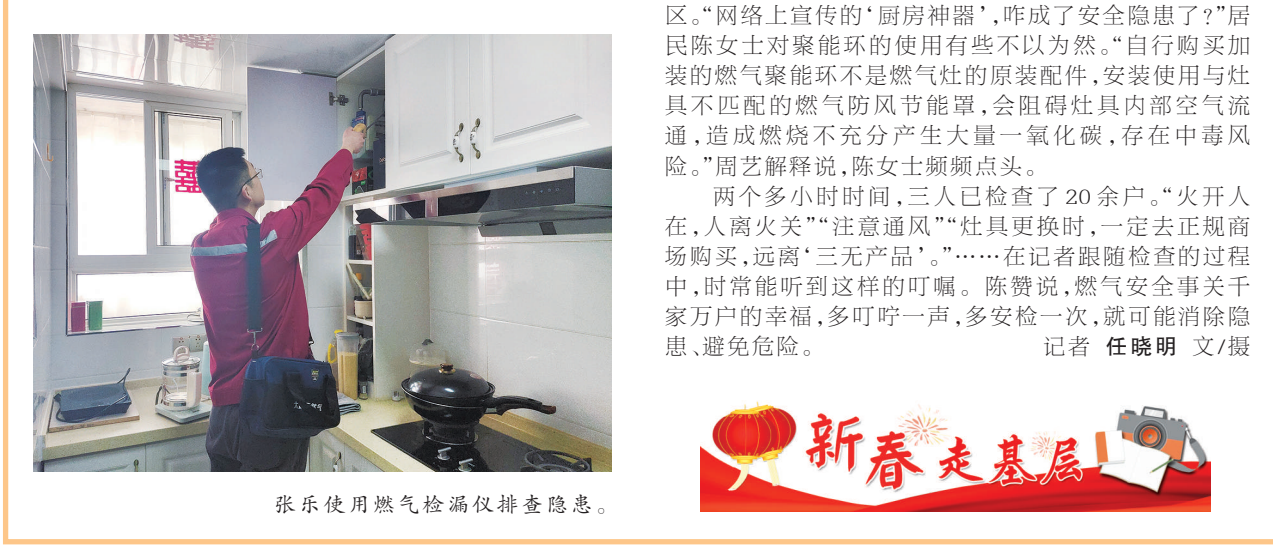 区。“网络上宣传的‘厨房神器’,咋成了安全隐患了?”居
民陈女士对聚能环的使用有些不以为然。“自行购买加
装的燃气聚能环不是燃气灶的原装配件,安装使用与灶
具不匹配的燃气防风节能罩,会阻碍灶具内部空气流
通,造成燃烧不充分产生大量一氧化碳,存在中毒风
险。”周艺解释说,陈女士频频点头。
两个多小时时间,三人已检查了20余户。“火开人
在,人离火关”“注意通风”“灶具更换时,一定去正规商
场购买,远离‘三无产品’。”……在记者跟随检查的过程
中,时常能听到这样的叮嘱。陈赞说,燃气安全事关千
家万户的幸福,多叮咛一声,多安检一次,就可能消除隐
患、避免危险。 记者 任晓明 文/摄
囍
张乐使用燃气检漏仪排查隐患。
新春走基层